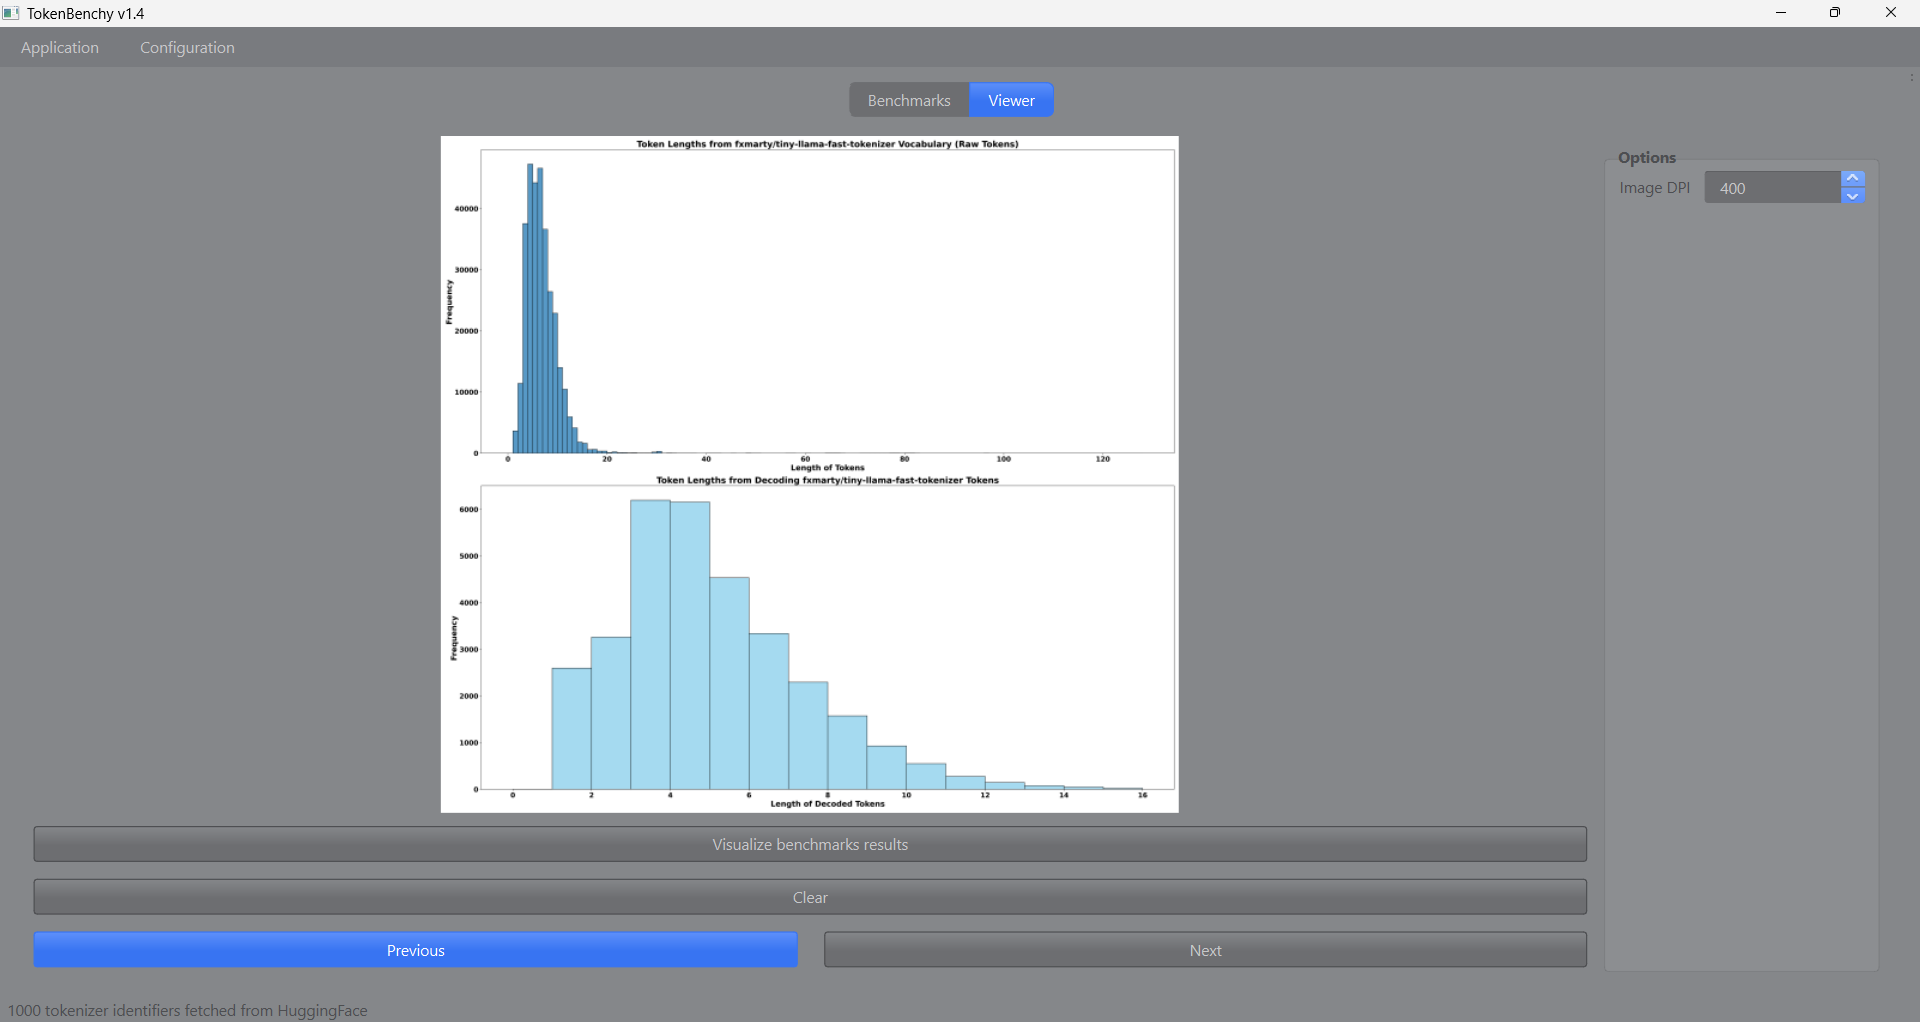 TokenBenchy v1.4
Application Configuration
Benchmarks Viewer
Token Lengths from fxmarty/tiny-llama-fast-tokenizer Vocabulary (Raw Tokens)
Options
Image DPI 400
40000
30000
Frequency
20000
10000
0
0 20 40 60 80 100 120
Length of Tokens
Token Lengths from Decoding fxmarty/tiny-llama-fast-tokenizer Tokens
6000
5000
4000
Frequency
3000
2000
1000
0
0 2 4 6 8 10 12 14 16
Length of Decoded Tokens
Visualize benchmarks results
Clear
Previous Next
1000 tokenizer identifiers fetched from HuggingFace